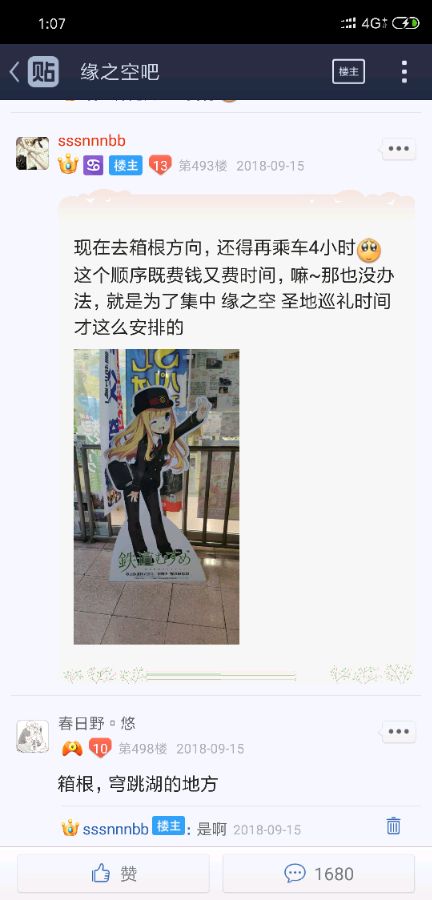 1:07
4G+
贴 缘之空吧 楼主
sssnnnbb
楼主 13 第493楼 2018-09-15
现在去箱根方向，还得再乘车4小时
这个顺序既费钱又费时间，嘛~那也没办
法，就是为了集中 缘之空 圣地巡礼时间
才这么安排的
鉄道むすめ
春日野▫悠
10 第498楼 2018-09-15
箱根，穹跳湖的地方
sssnnnbb 楼主：是啊 2018-09-15
赞
1680